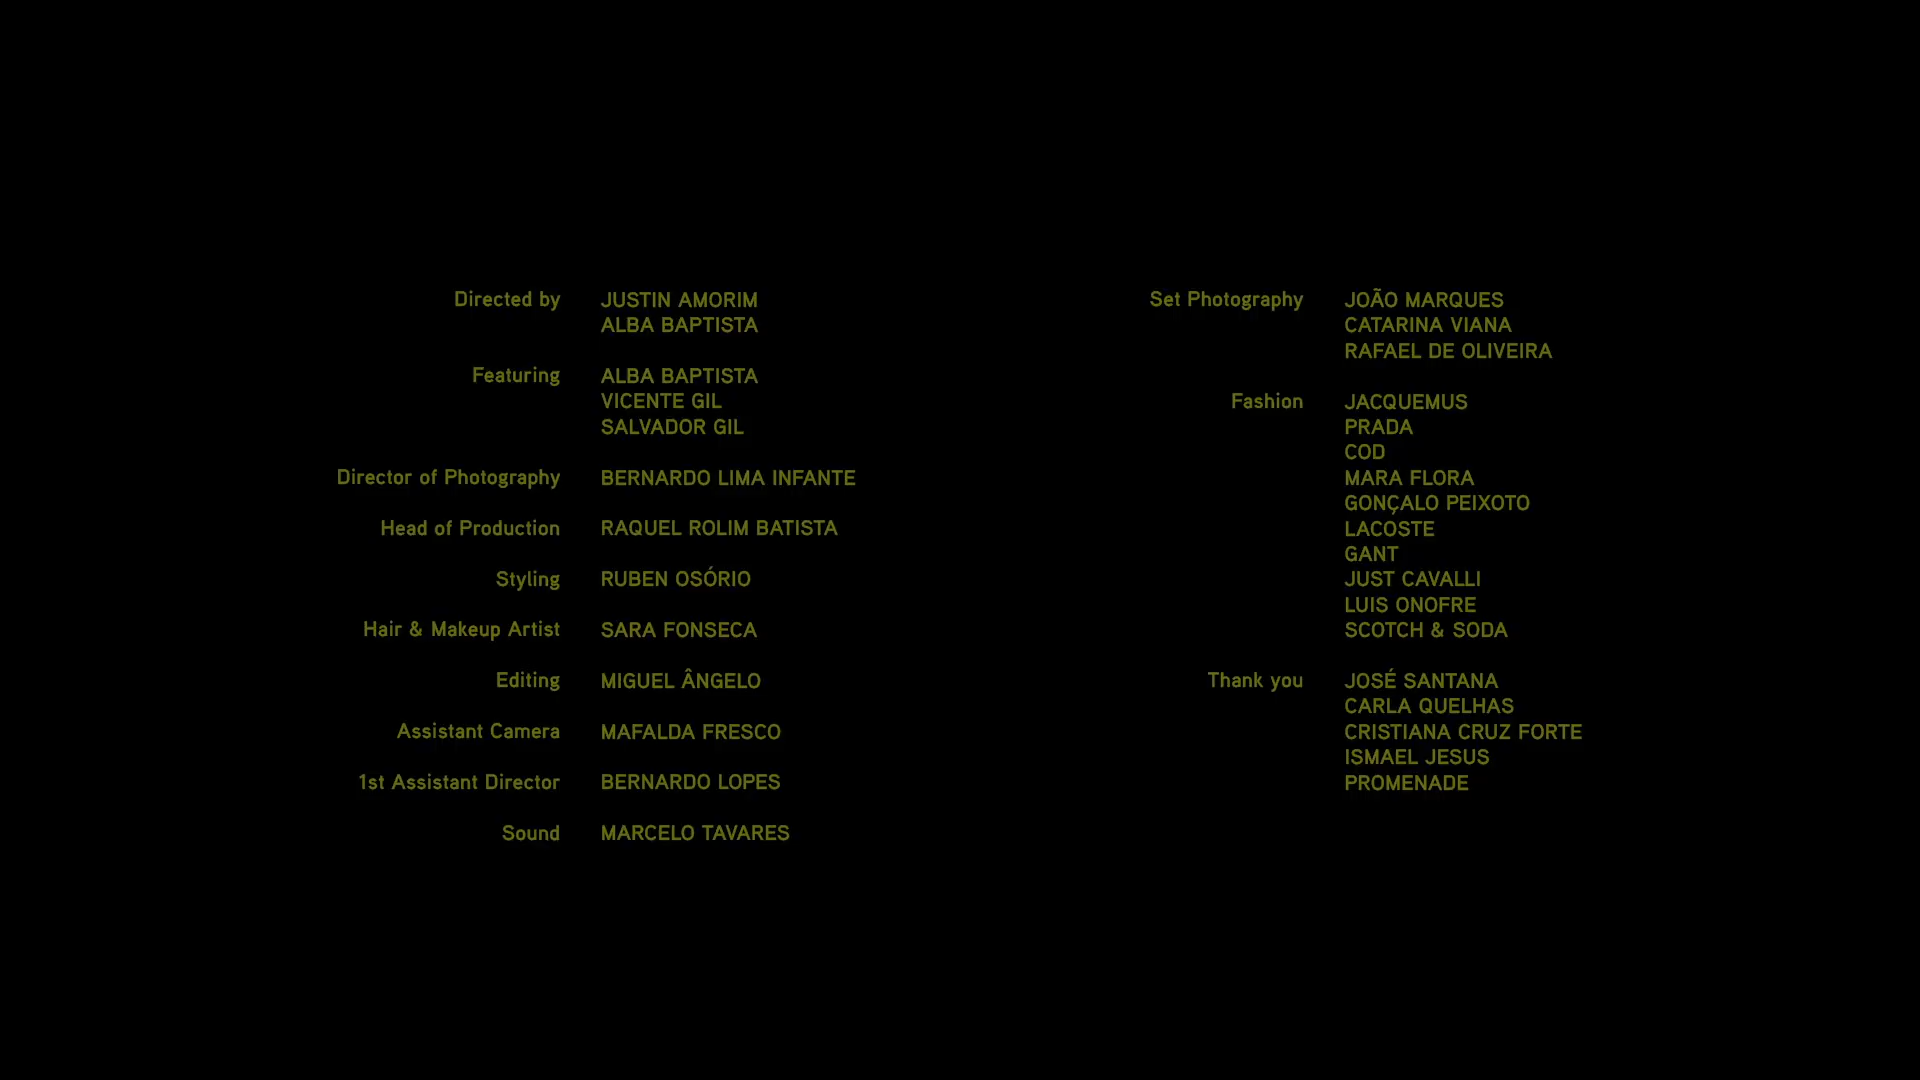 Directed by JUSTIN AMORIM
ALBA BAPTISTA
Featuring ALBA BAPTISTA
VICENTE GIL
SALVADOR GIL
Director of Photography BERNARDO LIMA INFANTE
Head of Production RAQUEL ROLIM BATISTA
Styling RUBEN OSÓRIO
Hair & Makeup Artist SARA FONSECA
Editing MIGUEL ÂNGELO
Assistant Camera MAFALDA FRESCO
1st Assistant Director BERNARDO LOPES
Sound MARCELO TAVARES
Set Photography JOÃO MARQUES
CATARINA VIANA
RAFAEL DE OLIVEIRA
Fashion JACQUEMUS
PRADA
COD
MARA FLORA
GONÇALO PEIXOTO
LACOSTE
GANT
JUST CAVALLI
LUIS ONOFRE
SCOTCH & SODA
Thank you JOSÉ SANTANA
CARLA QUELHAS
CRISTIANA CRUZ FORTE
ISMAEL JESUS
PROMENADE